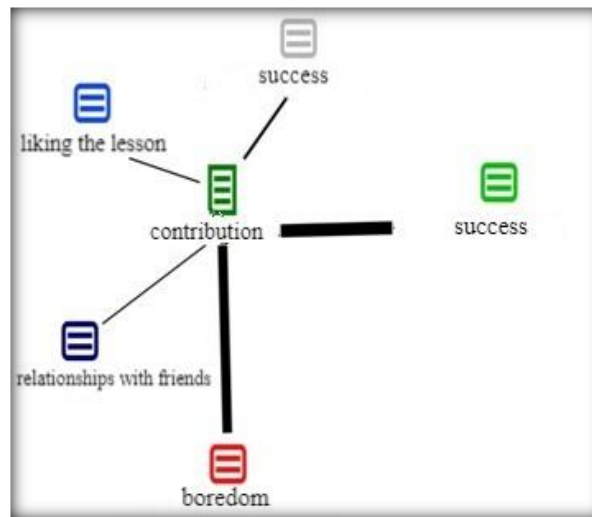 success
liking the lesson
contribution
success
relationships with friends
boredom